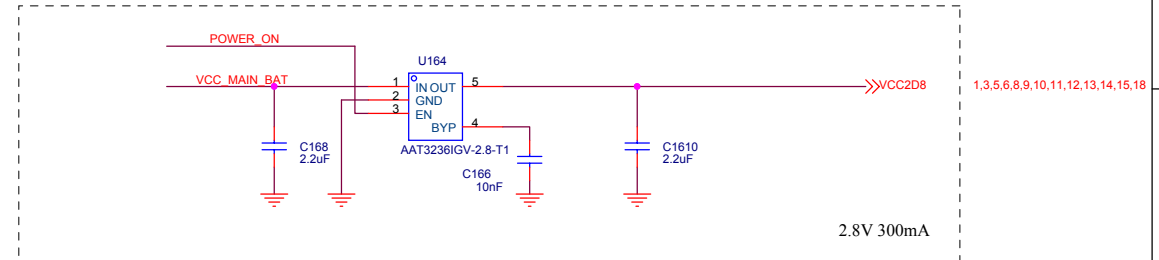 POWER_ON
U164
VCC_MAIN_BAT
1
5
IN OUT
VCC2D8
1,3,5,6,8,9,10,11,12,13,14,15,18
2
GND
3
EN
BYP
4
AAT3236IGV-2.8-T1
C168
2.2uF
C1610
2.2uF
C166
10nF
2.8V 300mA